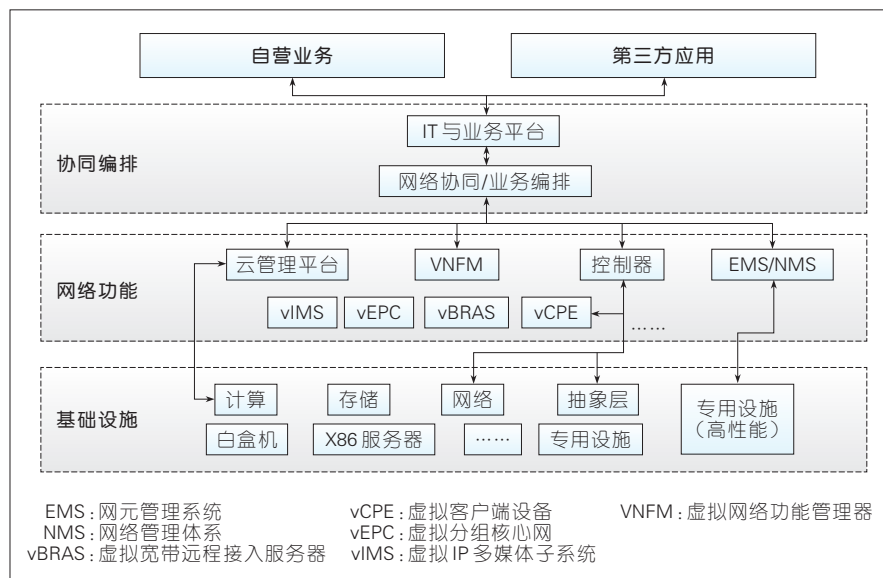 自营业务 第三方应用
IT与业务平台
协同编排
网络协同/业务编排
云管理平台 VNFM 控制器 EMS/NMS
网络功能
vIMS vEPC vBRAS vCPE ……
计算 存储 网络 抽象层 专用设施
(高性能)
基础设施
白盒机 X86服务器 …… 专用设施
EMS:网元管理系统 vCPE:虚拟客户端设备 VNFM:虚拟网络功能管理器
NMS:网络管理体系 vEPC:虚拟分组核心网
vBRAS:虚拟宽带远程接入服务器 vIMS:虚拟IP多媒体子系统